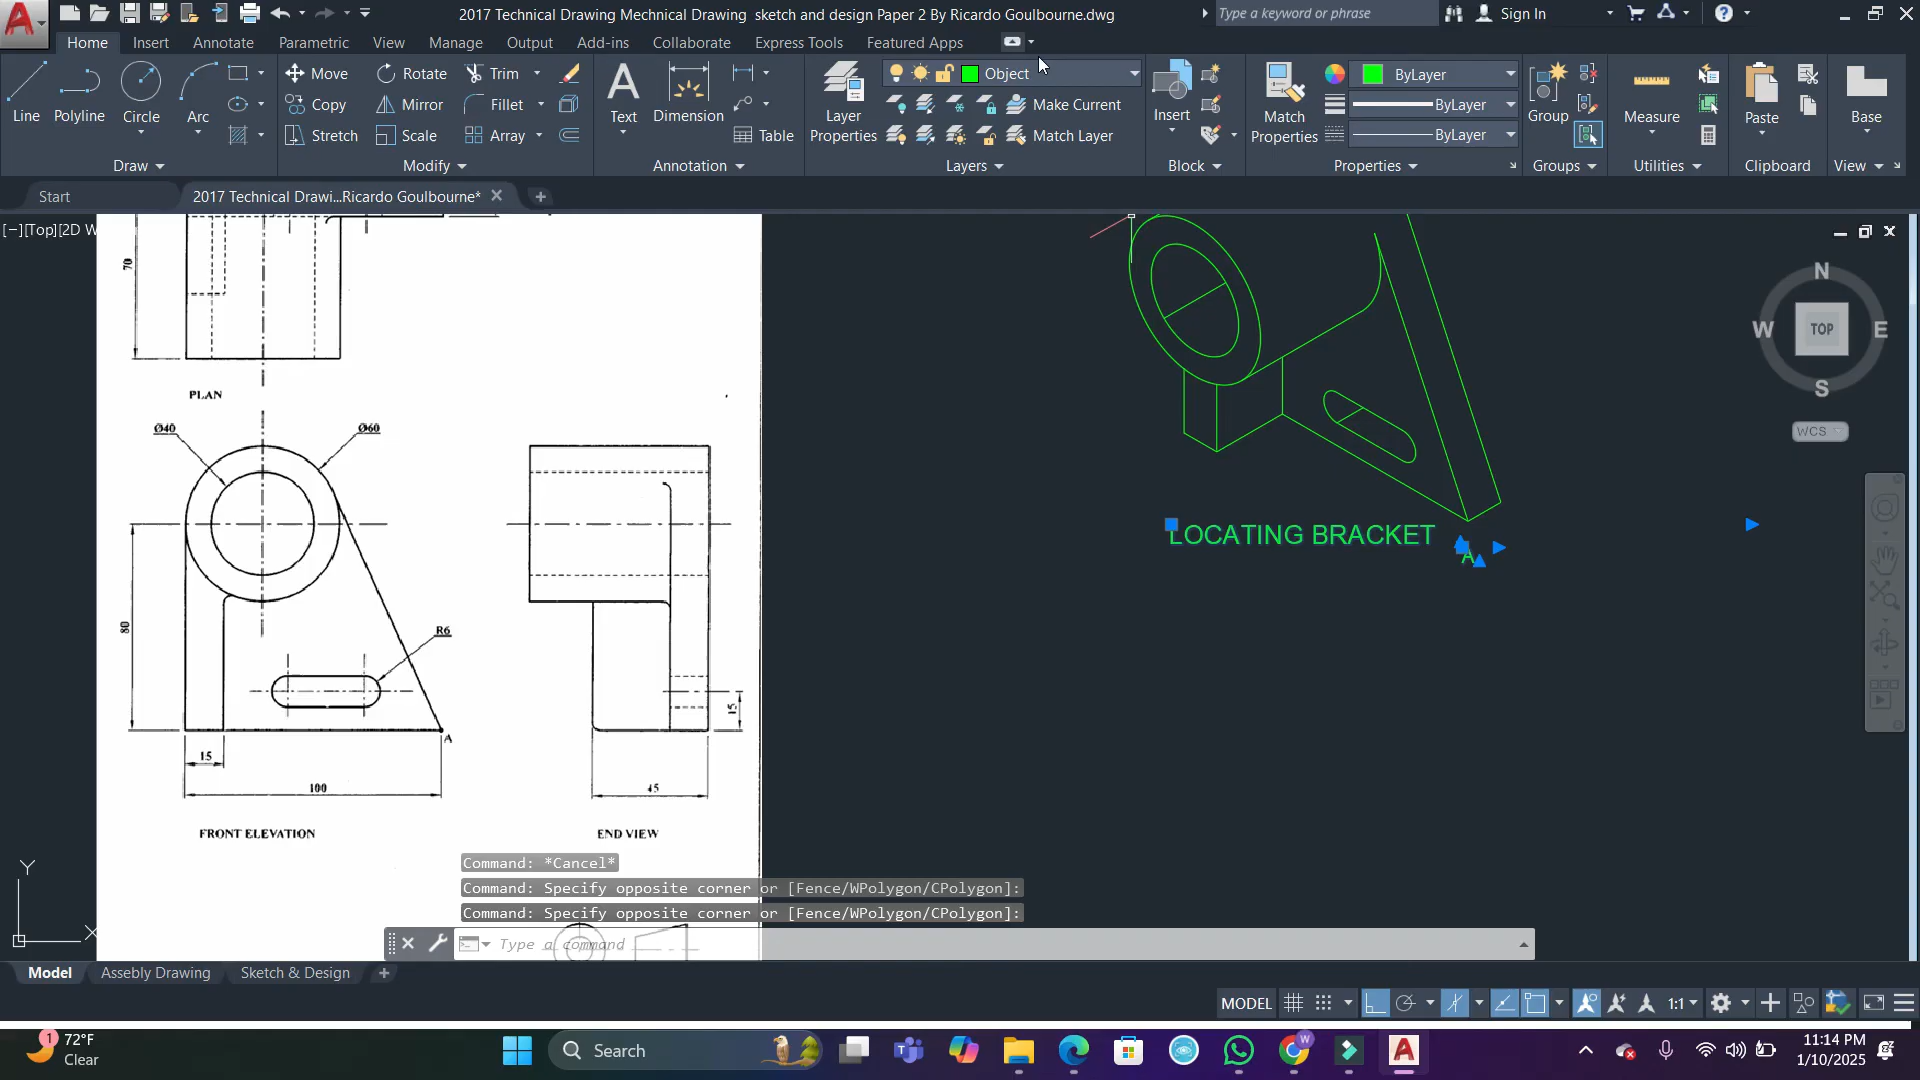 2017 Technical Drawing Mechnical Drawing sketch and design Paper 2 By Ricardo Goulbourne.dwg
Type a keyword or phrase
Sign In
Home Insert Annotate Parametric View Manage Output Add-ins Collaborate Express Tools Featured Apps
Line Polyline Circle Arc
Move Rotate Trim
Copy Mirror Fillet
Stretch Scale Array
Text Dimension Table
Layer Properties
Object
Make Current
Match Layer
Insert
Match Properties
ByLayer
ByLayer
ByLayer
Group
Measure
Paste
Base
Draw Modify Annotation Layers Block Properties Groups Utilities Clipboard View
Start 2017 Technical Drawi...Ricardo Goulbourne*
[−][Top][2D W
N
W TOP E
S
WCS
70
PLAN
Ø40 Ø60
80
R6
15
A
15
100
45
FRONT ELEVATION
END VIEW
LOCATING BRACKET
A
Y
X
Command: *Cancel*
Command: Specify opposite corner or [Fence/WPolygon/CPolygon]:
Command: Specify opposite corner or [Fence/WPolygon/CPolygon]:
Type a command
Model Assebly Drawing Sketch & Design
MODEL 1:1
1
72°F
Clear
Search
W
11:14 PM
1/10/2025